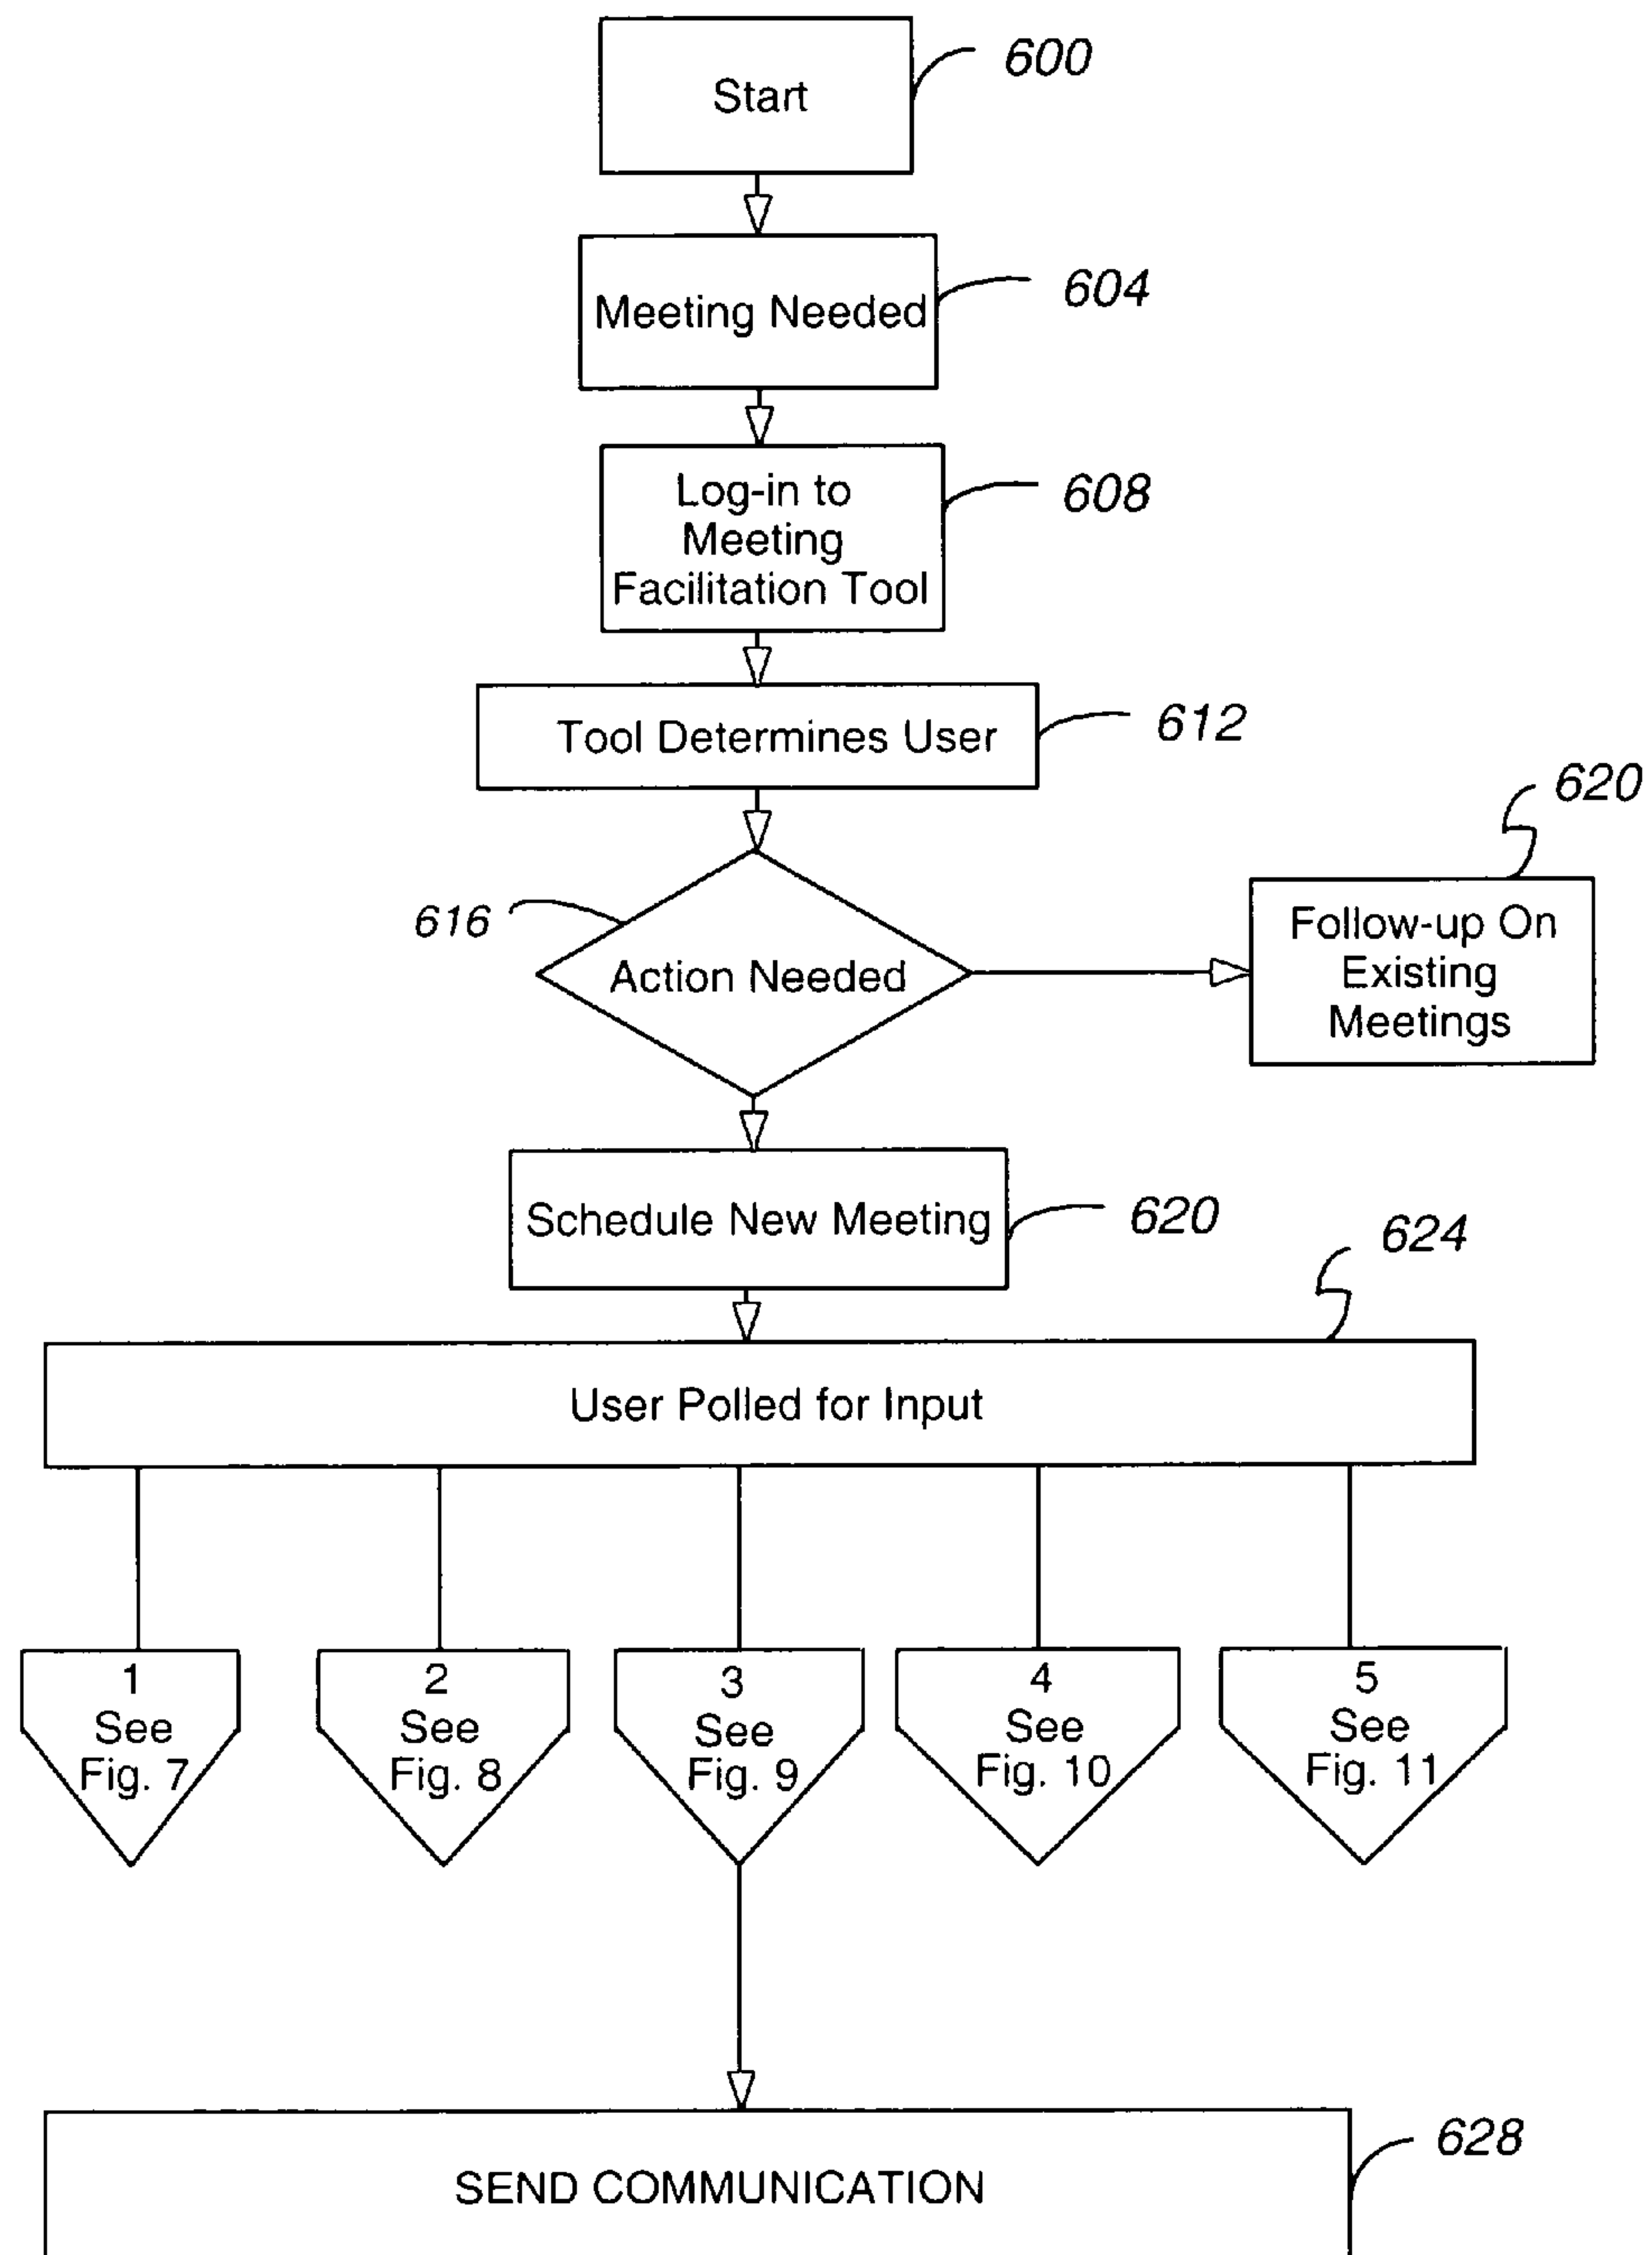 Start
600
Meeting Needed
604
Log-in to
Meeting
Facilitation Tool
608
Tool Determines User
612
616
Action Needed
620
Follow-up On
Existing
Meetings
Schedule New Meeting
620
624
User Polled for Input
1
See
Fig. 7
2
See
Fig. 8
3
See
Fig. 9
4
See
Fig. 10
5
See
Fig. 11
SEND COMMUNICATION
628